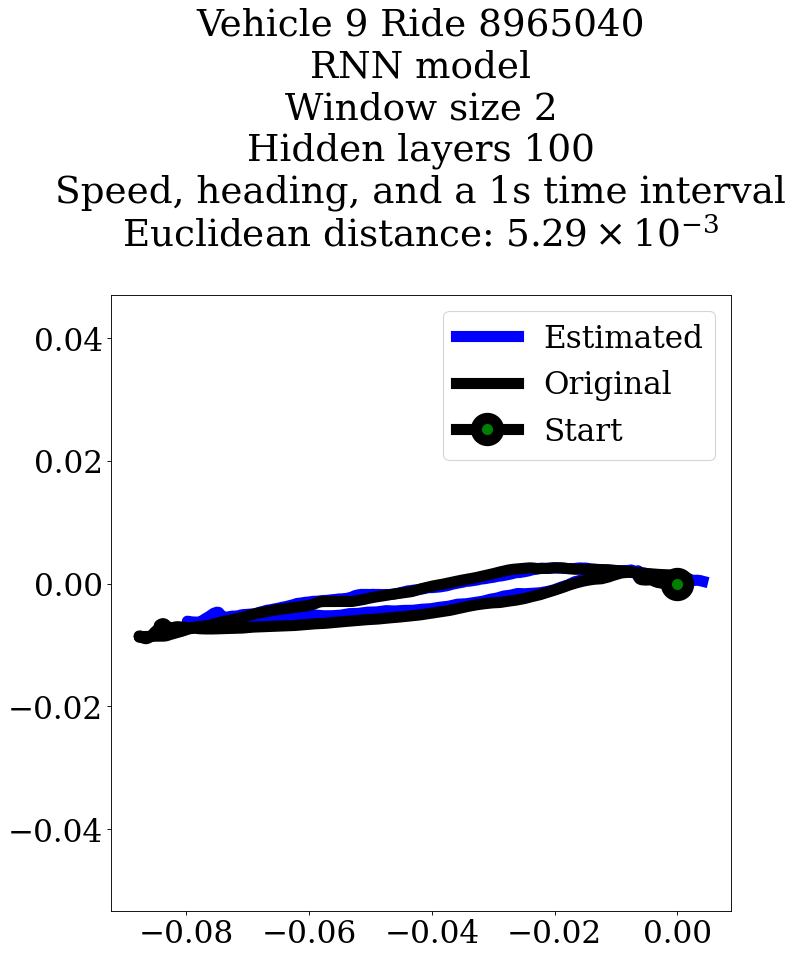 Vehicle 9 Ride 8965040
RNN model
Window size 2
Hidden layers 100
Speed, heading, and a 1s time interval
Euclidean distance: 5.29 × 10⁻³
Estimated
Original
Start
0.04
0.02
0.00
−0.02
−0.04
−0.08 −0.06 −0.04 −0.02 0.00